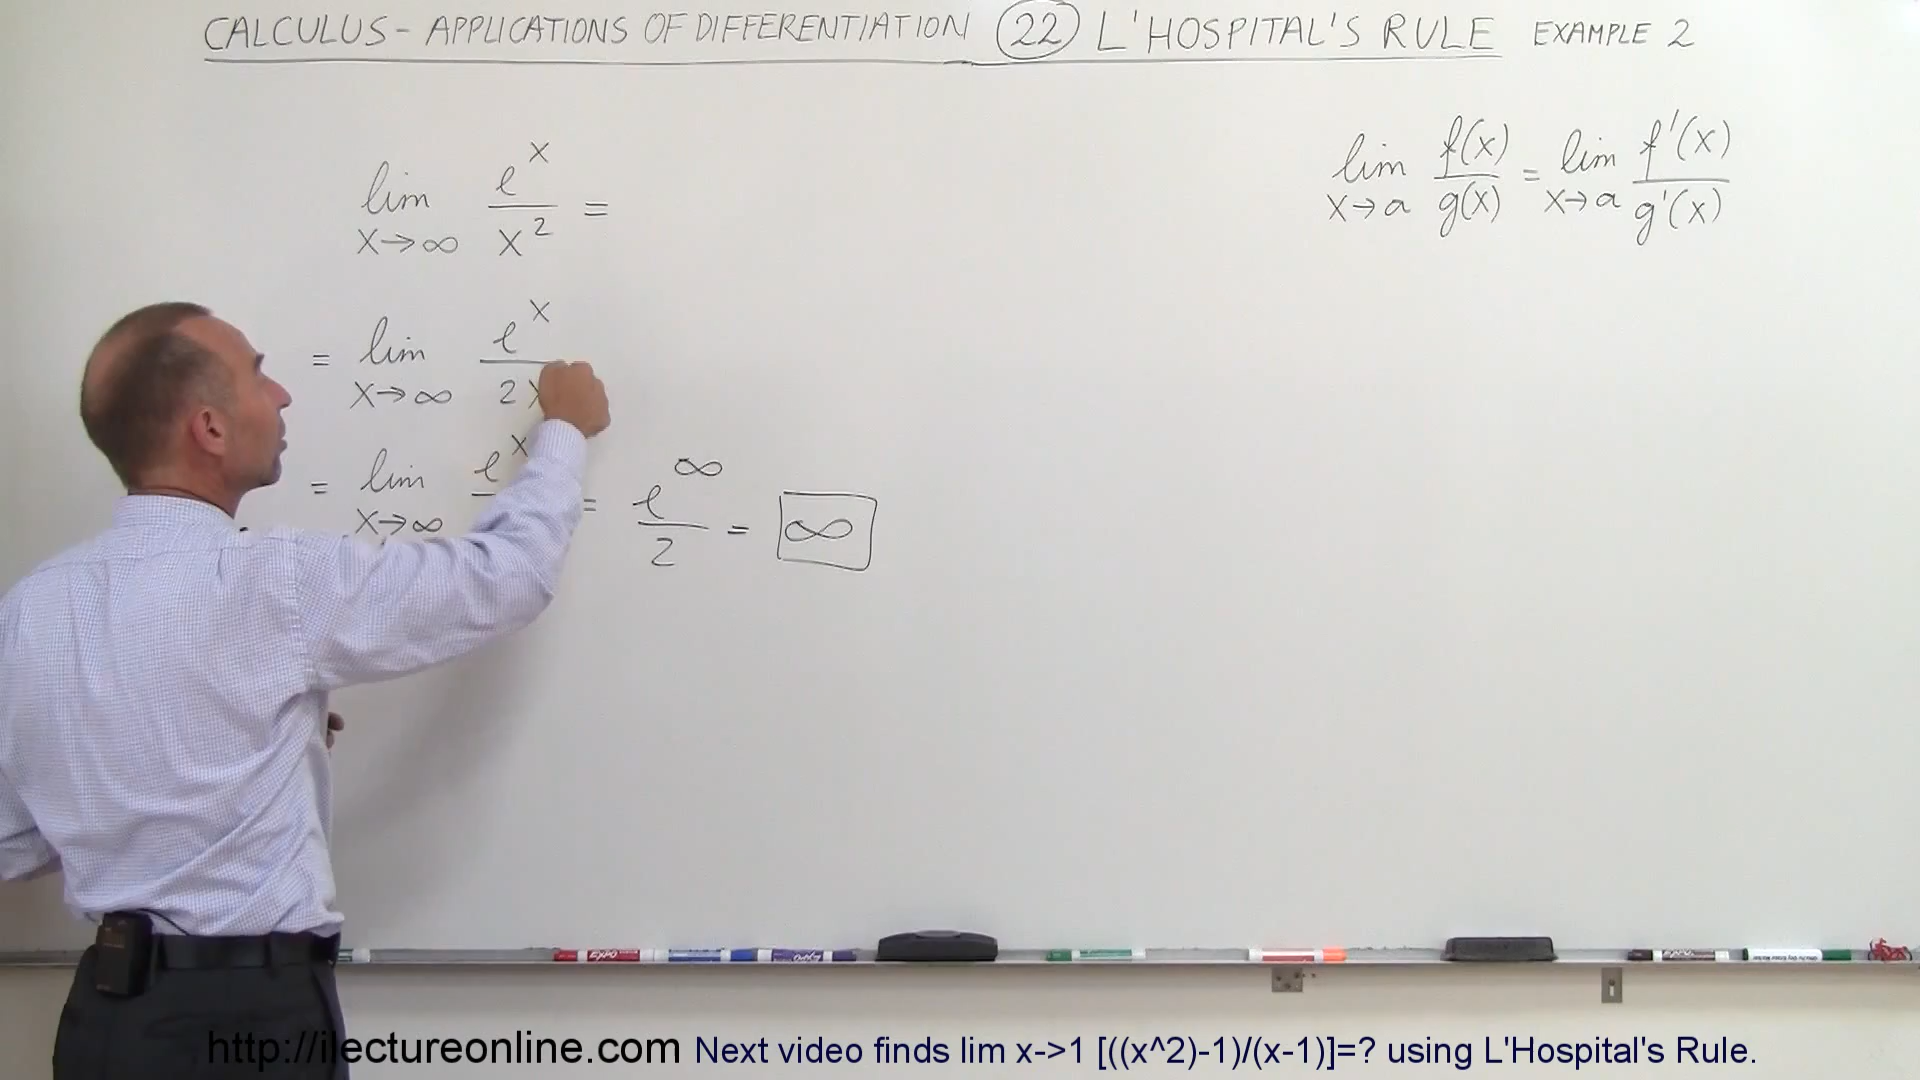 CALCULUS - APPLICATIONS OF DIFFERENTIATION (22) L'HOSPITAL'S RULE EXAMPLE 2
lim x→∞ e^x / x^2 =
lim x→a f(x)/g(x) = lim x→a f'(x)/g'(x)
= lim x→∞ e^x / 2x
= lim x→∞ e^x = e^∞ / 2 = ∞
EXPO
http://ilectureonline.com Next video finds lim x->1 [((x^2)-1)/(x-1)]=? using L'Hospital's Rule.